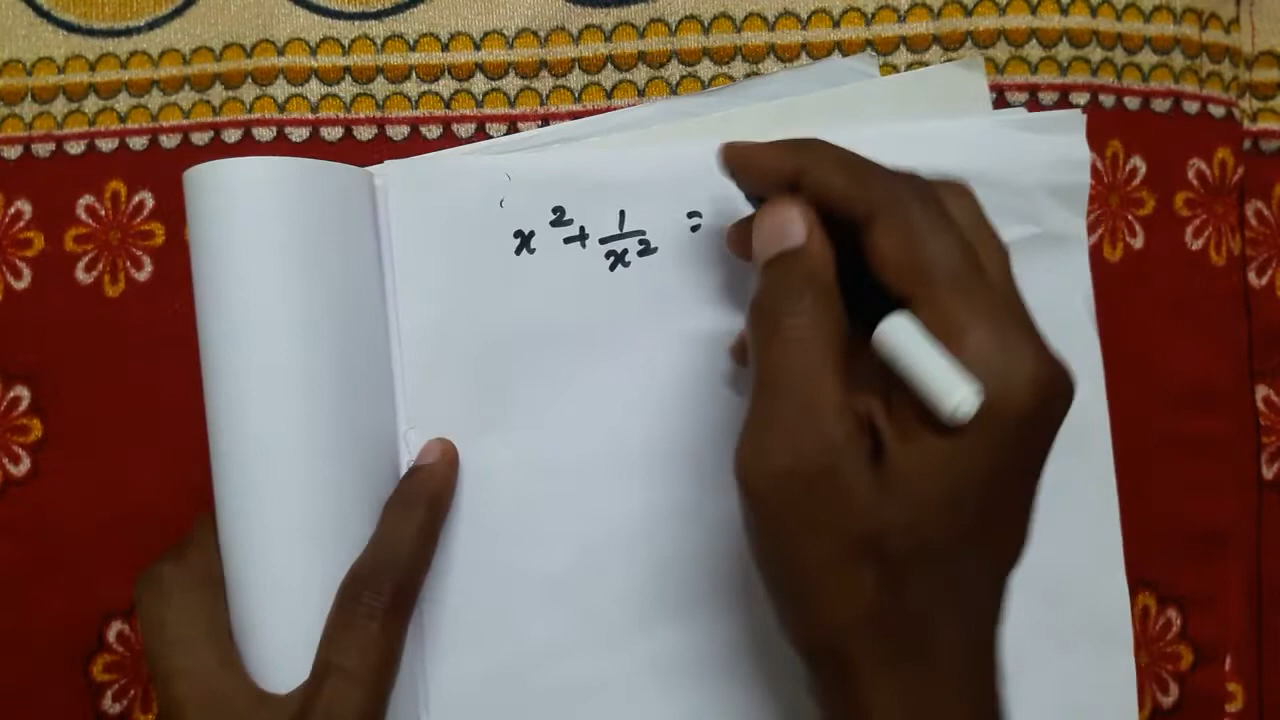 x² + 1/x² =